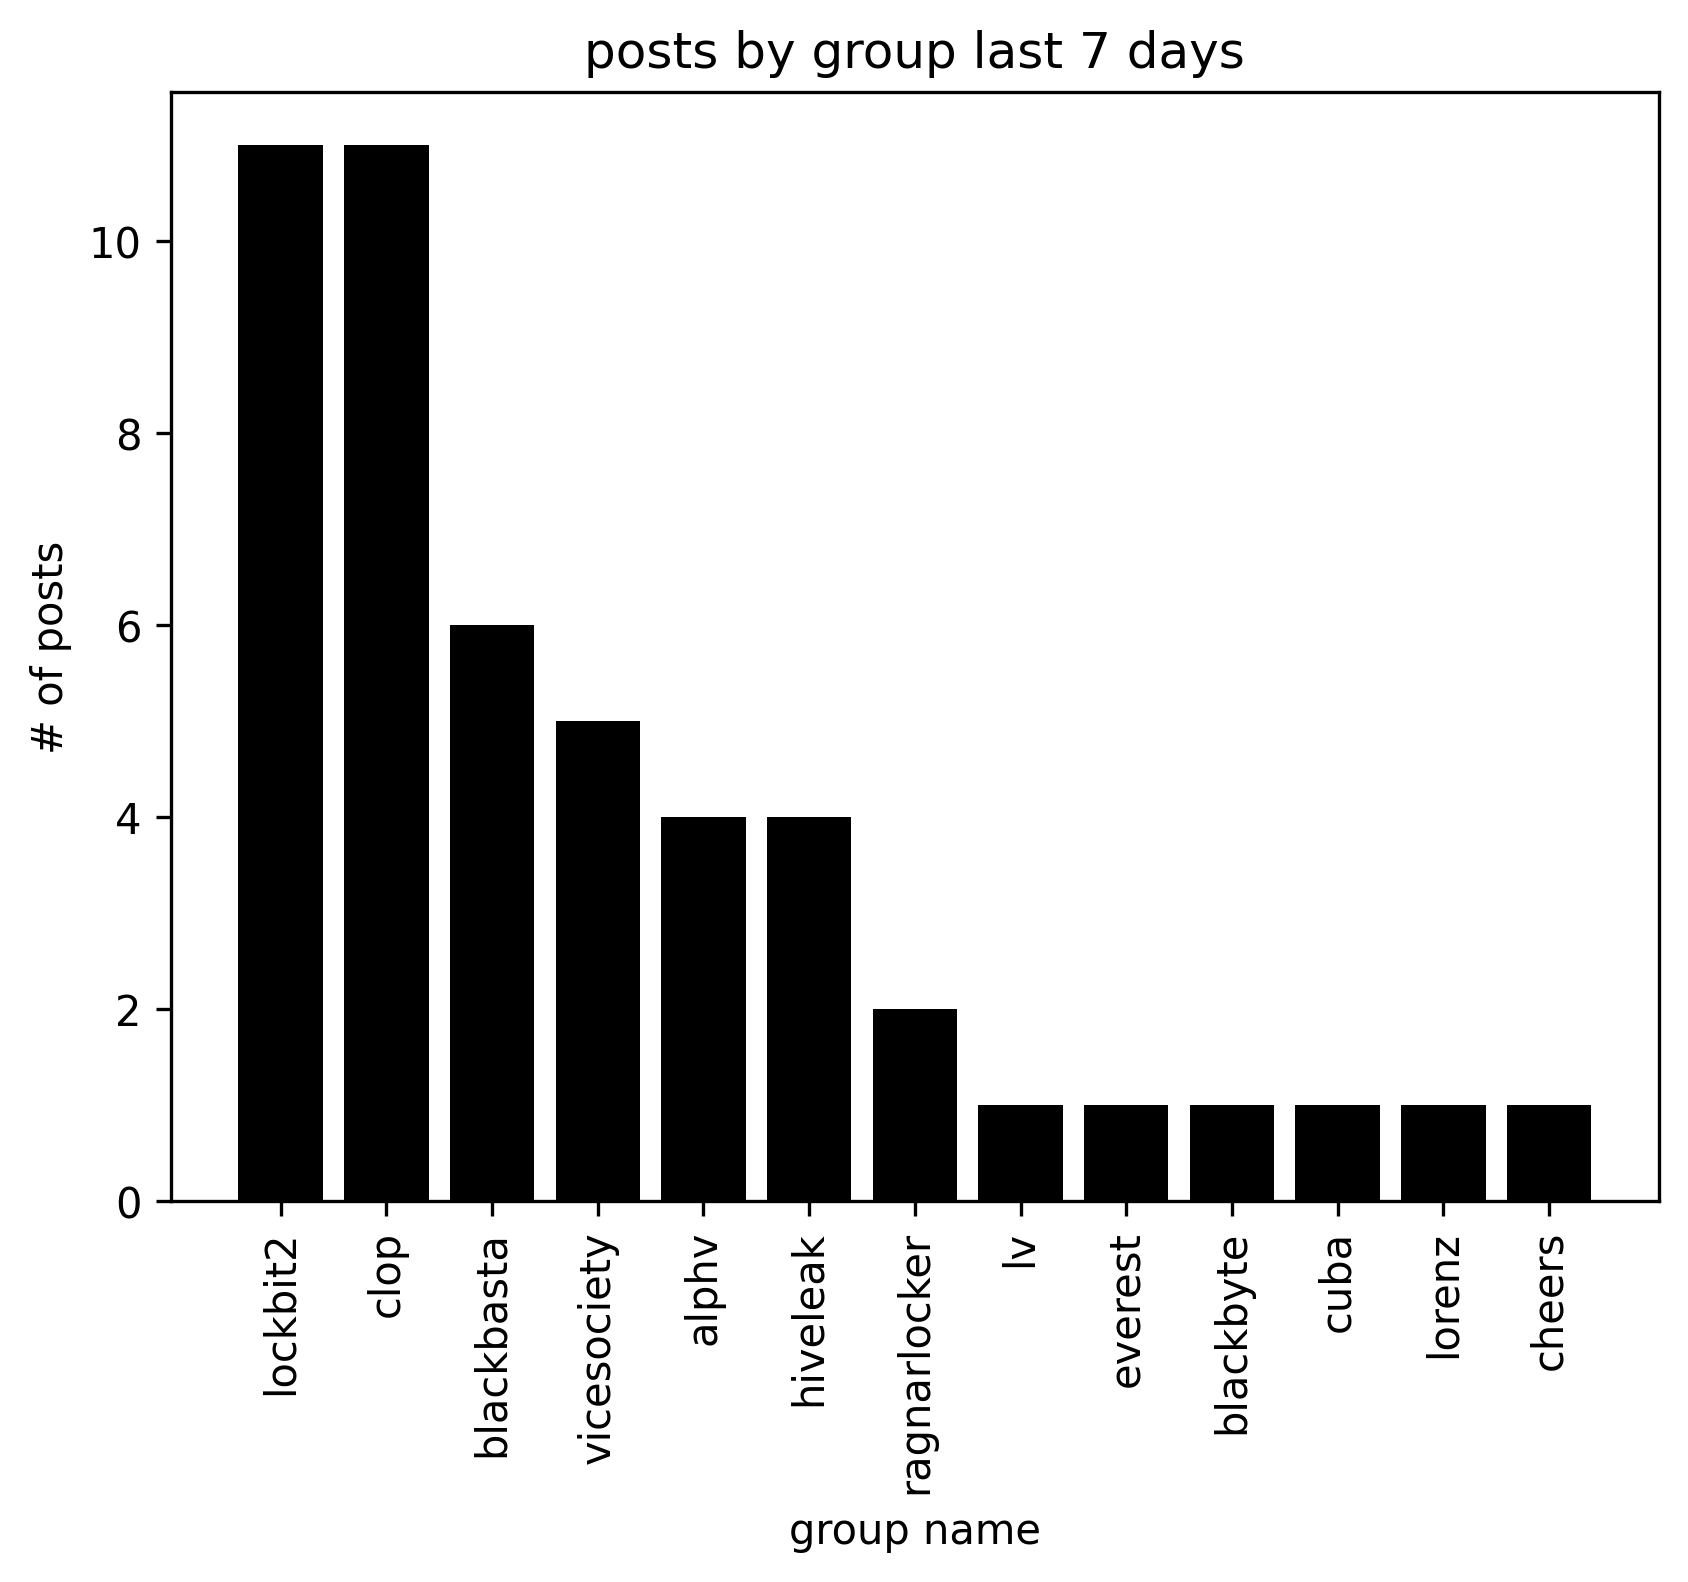 posts by group last 7 days
# of posts
10
8
6
4
2
0
lockbit2
clop
blackbasta
vicesociety
alphv
hiveleak
ragnarlocker
lv
everest
blackbyte
cuba
lorenz
cheers
group name